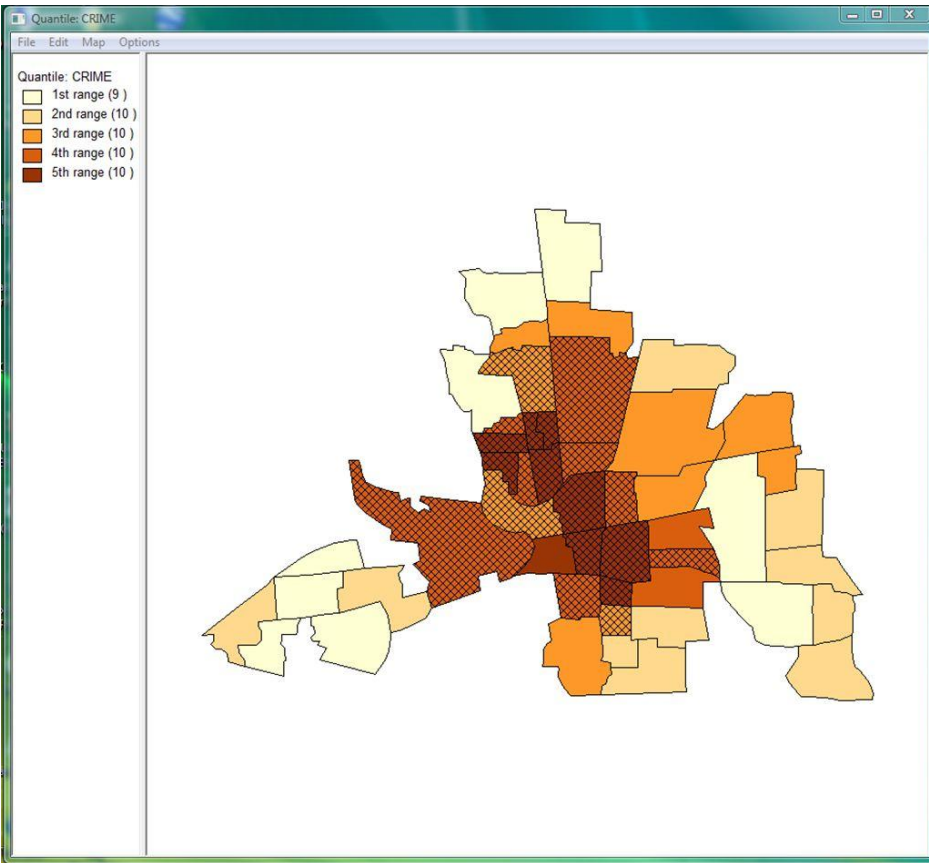 Quantile: CRIME
File Edit Map Options
Quantile: CRIME
1st range (9 )
2nd range (10 )
3rd range (10 )
4th range (10 )
5th range (10 )